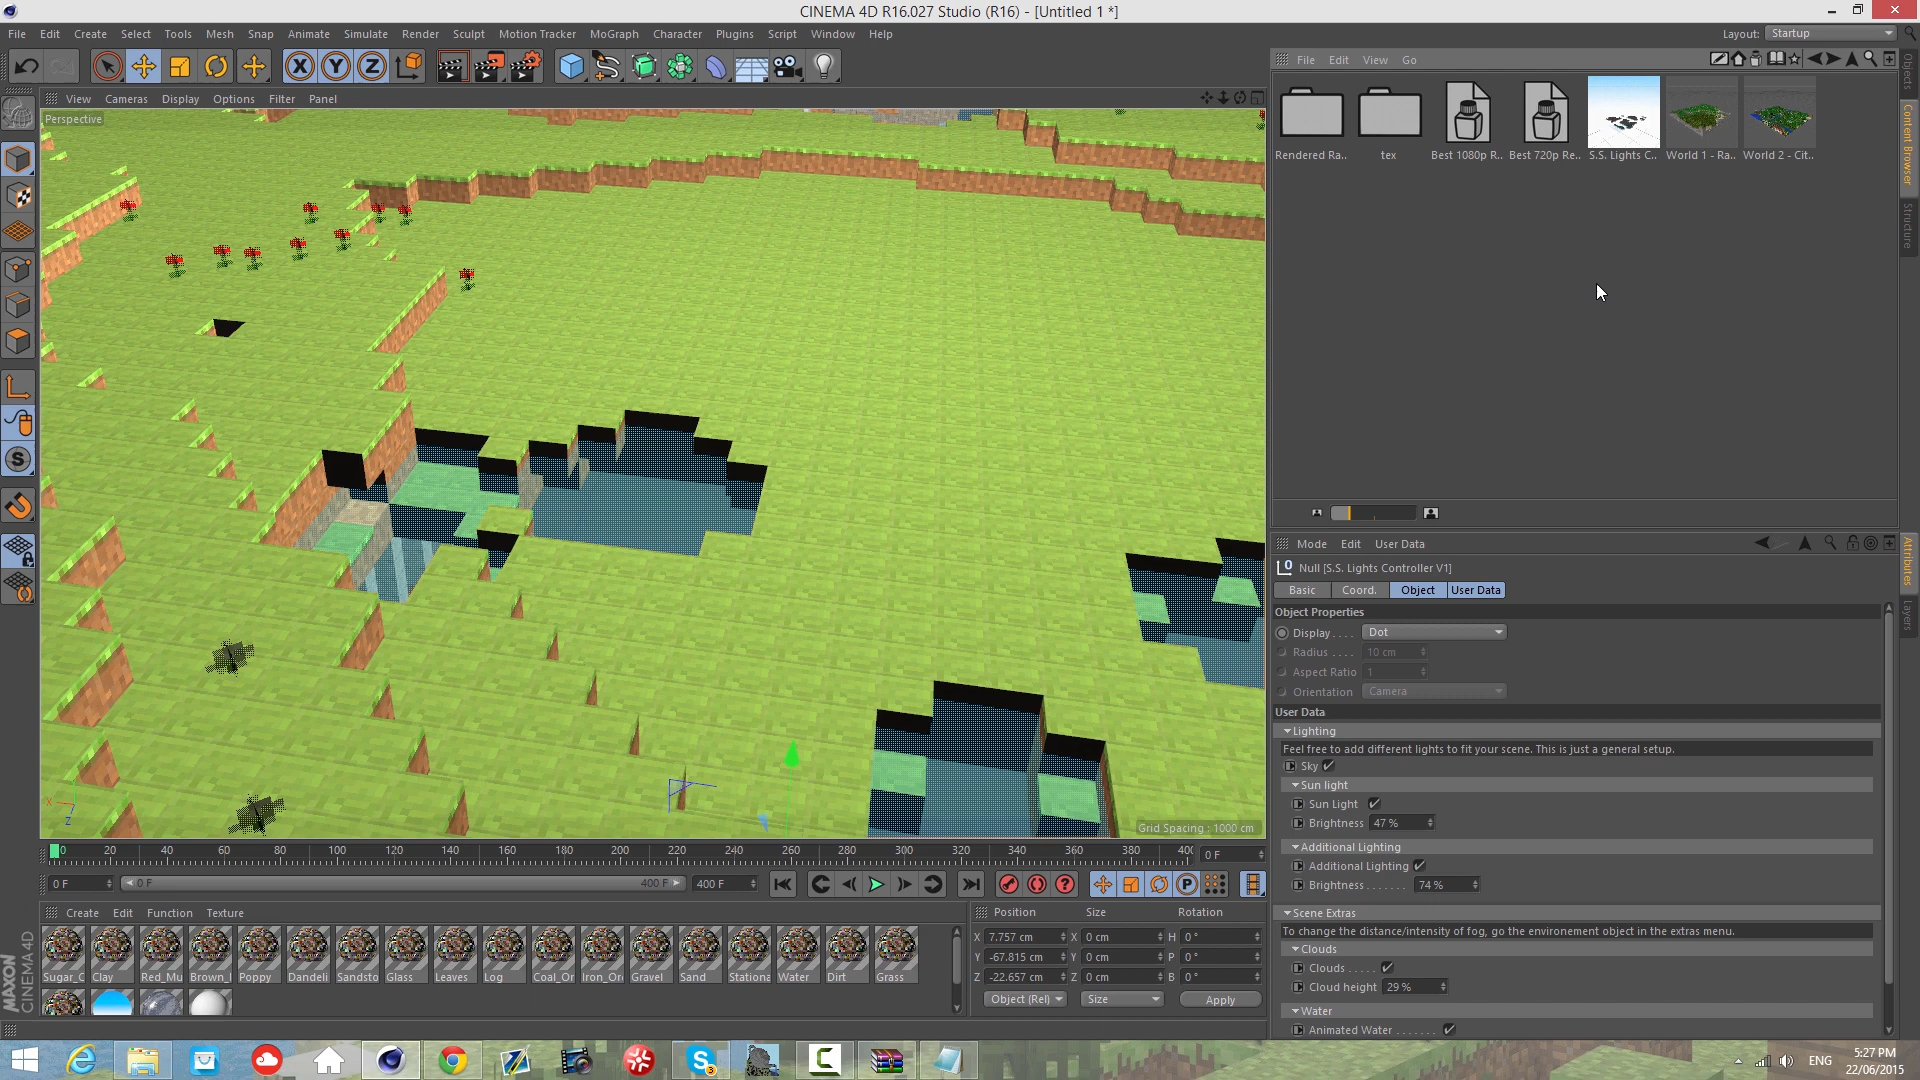 CINEMA 4D R16.027 Studio (R16) - [Untitled 1 *]
File Edit Create Select Tools Mesh Snap Animate Simulate Render Sculpt Motion Tracker MoGraph Character Plugins Script Window Help
Layout: Startup
View Cameras Display Options Filter Panel
Perspective
File Edit View Go
Rendered Ra.. tex Best 1080p R.. Best 720p Re.. S.S. Lights C.. World 1 - Ra.. World 2 - Cit..
Objects
Content Browser
Structure
Mode Edit User Data
Null [S.S. Lights Controller V1]
Basic Coord. Object User Data
Object Properties
Display.... Dot
Radius .... 10 cm
Aspect Ratio 1
Orientation Camera
User Data
Lighting
Feel free to add different lights to fit your scene. This is just a general setup.
Sky
Sun light
Sun Light
Brightness 47 %
Additional Lighting
Additional Lighting
Brightness....... 74 %
Scene Extras
To change the distance/intensity of fog, go the environement object in the extras menu.
Clouds
Clouds .....
Cloud height 29 %
Water
Animated Water .......
Attributes
Layers
X
Z
Grid Spacing : 1000 cm
0 20 40 60 80 100 120 140 160 180 200 220 240 260 280 300 320 340 360 380 400
0 F
0 F 0 F 400 F 400 F
Create Edit Function Texture
Sugar_C Clay Red_Mu Brown_ Poppy Dandeli Sandsto Glass Leaves Log Coal_Or Iron_Or Gravel Sand Stationa Water Dirt Grass
Position Size Rotation
X 7.757 cm X 0 cm H 0 °
Y -67.815 cm Y 0 cm P 0 °
Z -22.657 cm Z 0 cm B 0 °
Object (Rel) Size Apply
MAXON CINEMA 4D
ENG
5:27 PM
22/06/2015